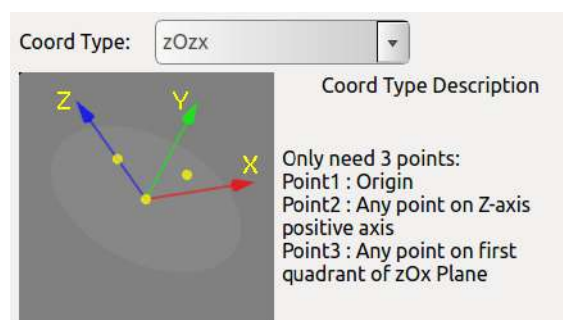 Coord Type:
zOzx
Coord Type Description
Z
Y
X
Only need 3 points:
Point1 : Origin
Point2 : Any point on Z-axis
positive axis
Point3 : Any point on first
quadrant of zOx Plane